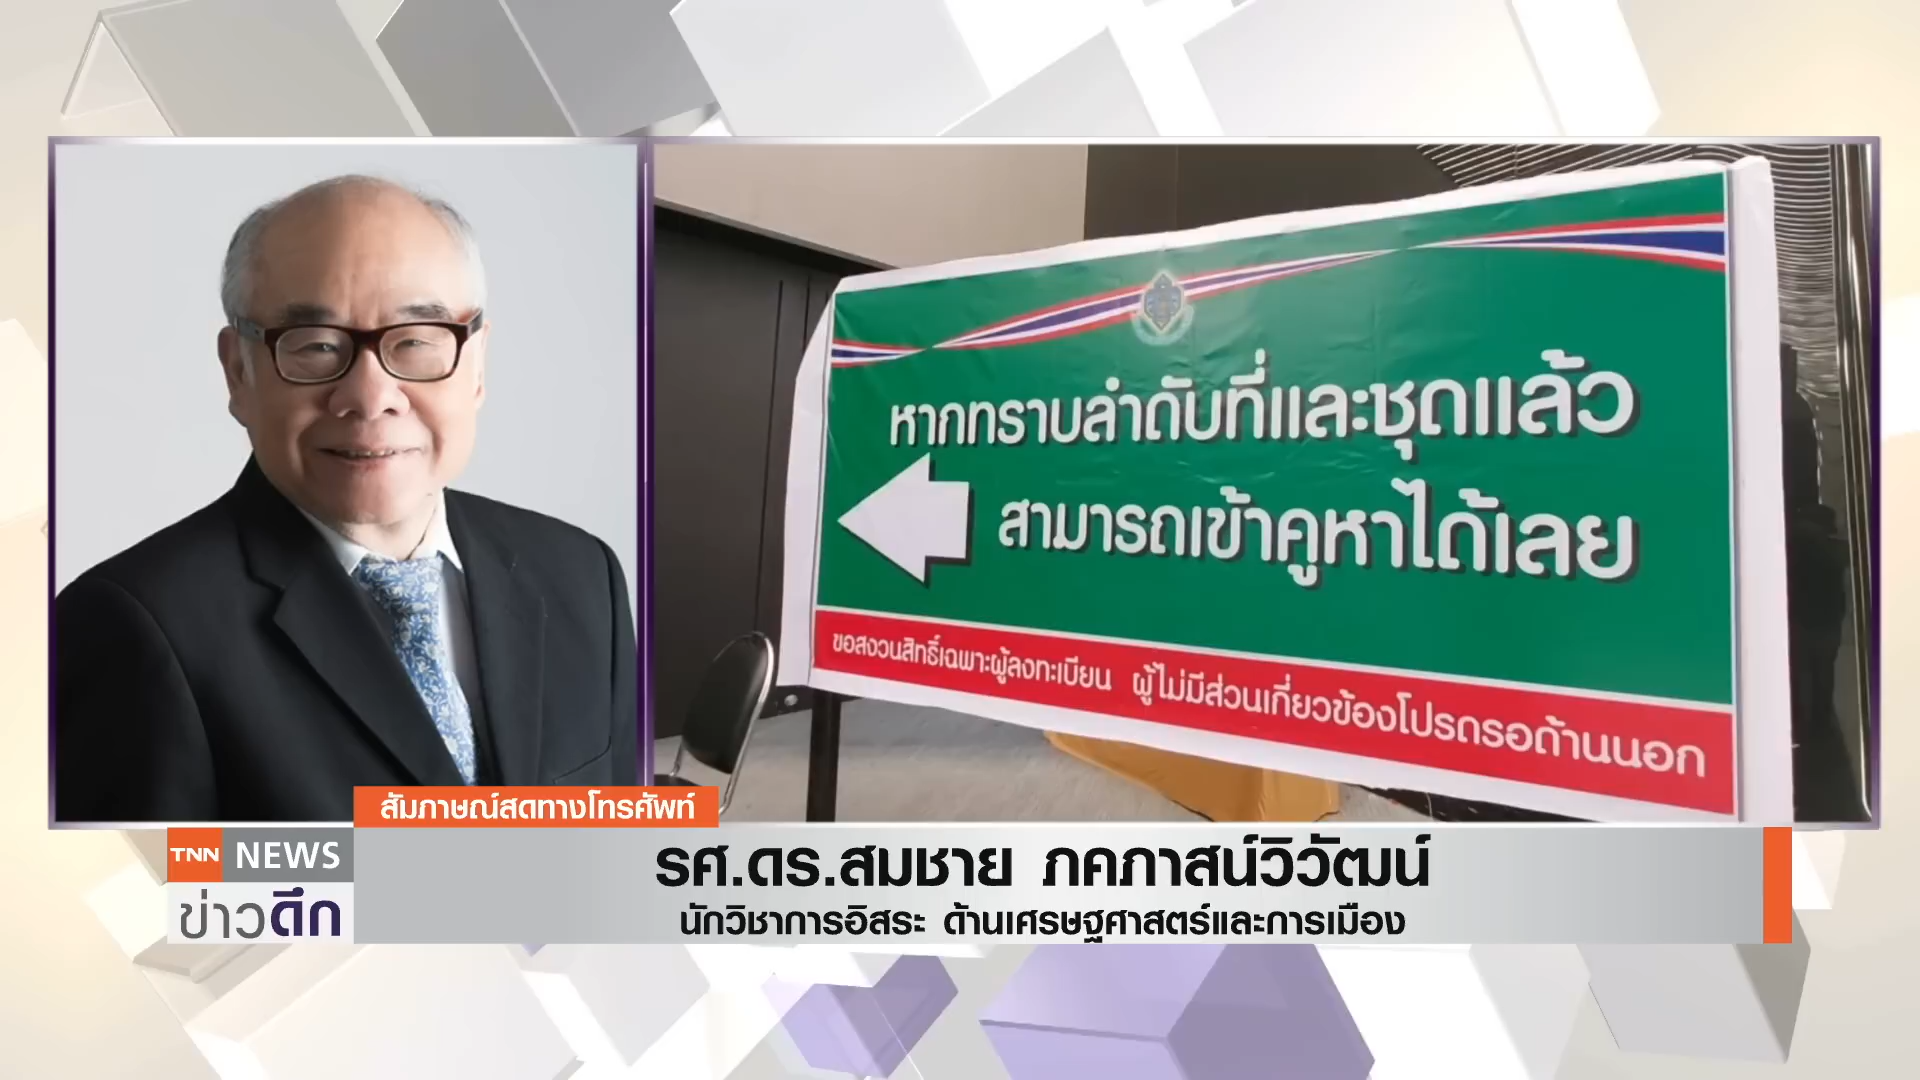 หากทราบลำดับที่และชุดแล้ว
สามารถเข้าคูหาได้เลย
ขอสงวนสิทธิ์เฉพาะผู้ลงทะเบียน ผู้ไม่มีส่วนเกี่ยวข้องโปรดรอด้านนอก
สัมภาษณ์สดทางโทรศัพท์
TNN NEWS
ข่าวดึก
รศ.ดร.สมชาย ภคภาสน์วิวัฒน์
นักวิชาการอิสระ ด้านเศรษฐศาสตร์และการเมือง